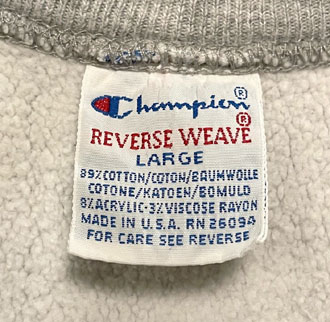 Champion®
REVERSE WEAVE®
LARGE
89%COTTON/COTON/BAUMWOLLE
COTONE/KATOEN/BOMULD
8%ACRYLIC-3%VISCOSE RAYON
MADE IN U.S.A. RN 26094
FOR CARE SEE REVERSE